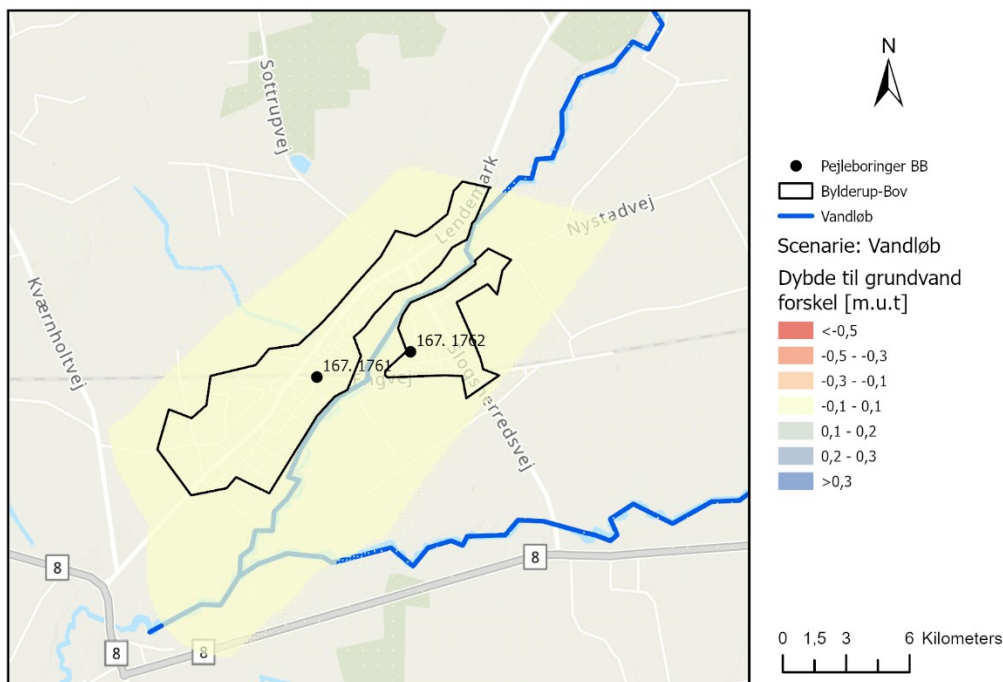 Sottrupvej
Lendemark
Nystadvej
Kværnholtvej
167. 1762
167. 1761
Slogsherredsvej
8
8
8
8
N
Pejleboringer BB
Bylderup-Bov
Vandløb
Scenarie: Vandløb
Dybde til grundvand
forskel [m.u.t]
<-0,5
-0,5 - -0,3
-0,3 - -0,1
-0,1 - 0,1
0,1 - 0,2
0,2 - 0,3
>0,3
0 1,5 3 6 Kilometers